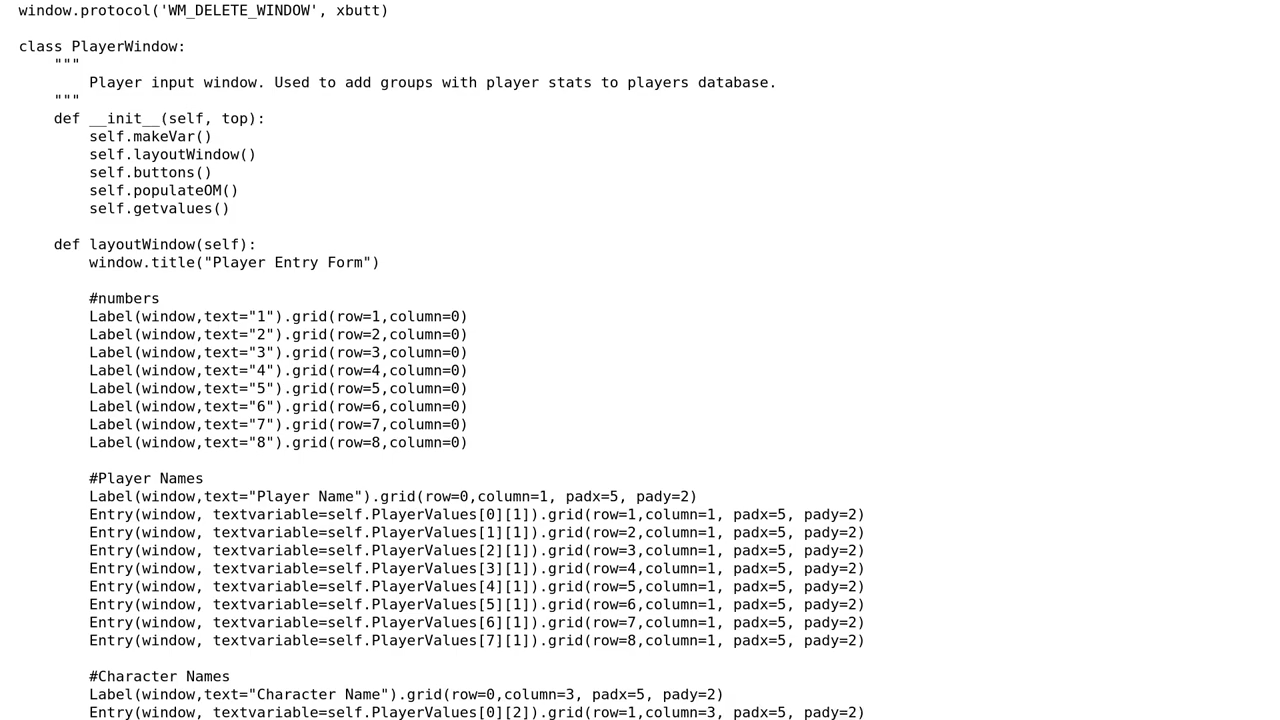 window.protocol('WM_DELETE_WINDOW', xbutt)
class PlayerWindow:
"""
Player input window. Used to add groups with player stats to players database.
"""
def __init__(self, top):
self.makeVar()
self.layoutWindow()
self.buttons()
self.populateOM()
self.getvalues()
def layoutWindow(self):
window.title("Player Entry Form")
#numbers
Label(window,text="1").grid(row=1,column=0)
Label(window,text="2").grid(row=2,column=0)
Label(window,text="3").grid(row=3,column=0)
Label(window,text="4").grid(row=4,column=0)
Label(window,text="5").grid(row=5,column=0)
Label(window,text="6").grid(row=6,column=0)
Label(window,text="7").grid(row=7,column=0)
Label(window,text="8").grid(row=8,column=0)
#Player Names
Label(window,text="Player Name").grid(row=0,column=1, padx=5, pady=2)
Entry(window, textvariable=self.PlayerValues[0][1]).grid(row=1,column=1, padx=5, pady=2)
Entry(window, textvariable=self.PlayerValues[1][1]).grid(row=2,column=1, padx=5, pady=2)
Entry(window, textvariable=self.PlayerValues[2][1]).grid(row=3,column=1, padx=5, pady=2)
Entry(window, textvariable=self.PlayerValues[3][1]).grid(row=4,column=1, padx=5, pady=2)
Entry(window, textvariable=self.PlayerValues[4][1]).grid(row=5,column=1, padx=5, pady=2)
Entry(window, textvariable=self.PlayerValues[5][1]).grid(row=6,column=1, padx=5, pady=2)
Entry(window, textvariable=self.PlayerValues[6][1]).grid(row=7,column=1, padx=5, pady=2)
Entry(window, textvariable=self.PlayerValues[7][1]).grid(row=8,column=1, padx=5, pady=2)
#Character Names
Label(window,text="Character Name").grid(row=0,column=3, padx=5, pady=2)
Entry(window, textvariable=self.PlayerValues[0][2]).grid(row=1,column=3, padx=5, pady=2)